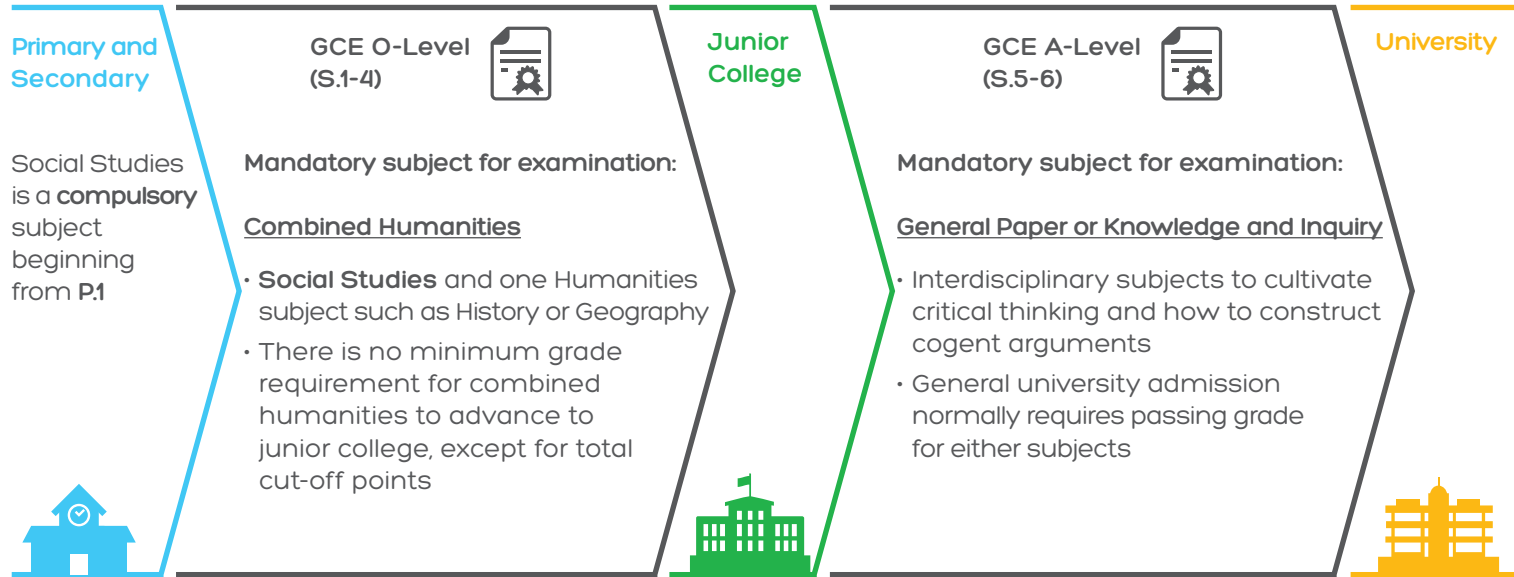 Primary and
Secondary
Social Studies
is a compulsory
subject
beginning
from P.1
GCE O-Level
(S.1-4)
Mandatory subject for examination:
Combined Humanities
• Social Studies and one Humanities
subject such as History or Geography
• There is no minimum grade
requirement for combined
humanities to advance to
junior college, except for total
cut-off points
Junior
College
GCE A-Level
(S.5-6)
Mandatory subject for examination:
General Paper or Knowledge and Inquiry
• Interdisciplinary subjects to cultivate
critical thinking and how to construct
cogent arguments
• General university admission
normally requires passing grade
for either subjects
University